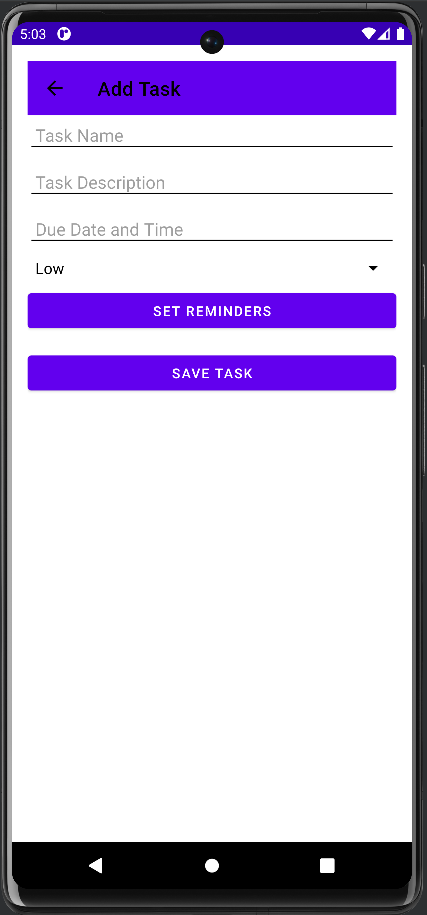 5:03
Add Task
Task Name
Task Description
Due Date and Time
Low
SET REMINDERS
SAVE TASK